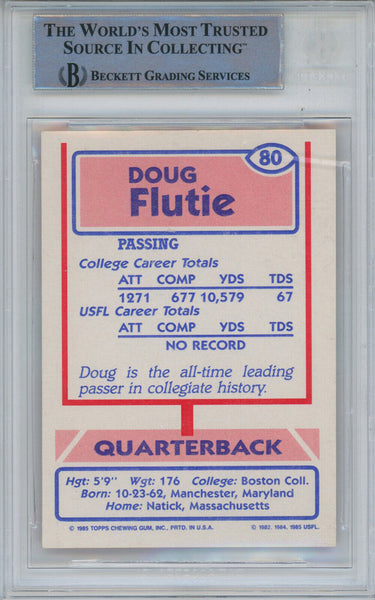 THE WORLD'S MOST TRUSTED
SOURCE IN COLLECTING™
B BECKETT GRADING SERVICES
80
DOUG
Flutie
PASSING
College Career Totals
ATT COMP YDS TDS
1271 677 10,579 67
USFL Career Totals
ATT COMP YDS TDS
NO RECORD
Doug is the all-time leading
passer in collegiate history.
QUARTERBACK
Hgt: 5'9" Wgt: 176 College: Boston Coll.
Born: 10-23-62, Manchester, Maryland
Home: Natick, Massachusetts
© 1985 TOPPS CHEWING GUM, INC. PRTD. IN U.S.A. © 1982, 1984, 1985 USFL.